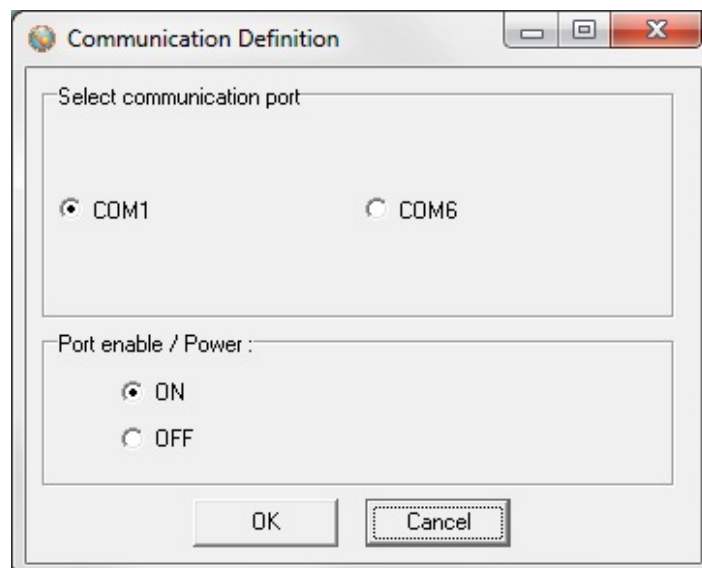 Communication Definition
Select communication port
COM1 COM6
Port enable / Power :
ON
OFF
OK Cancel